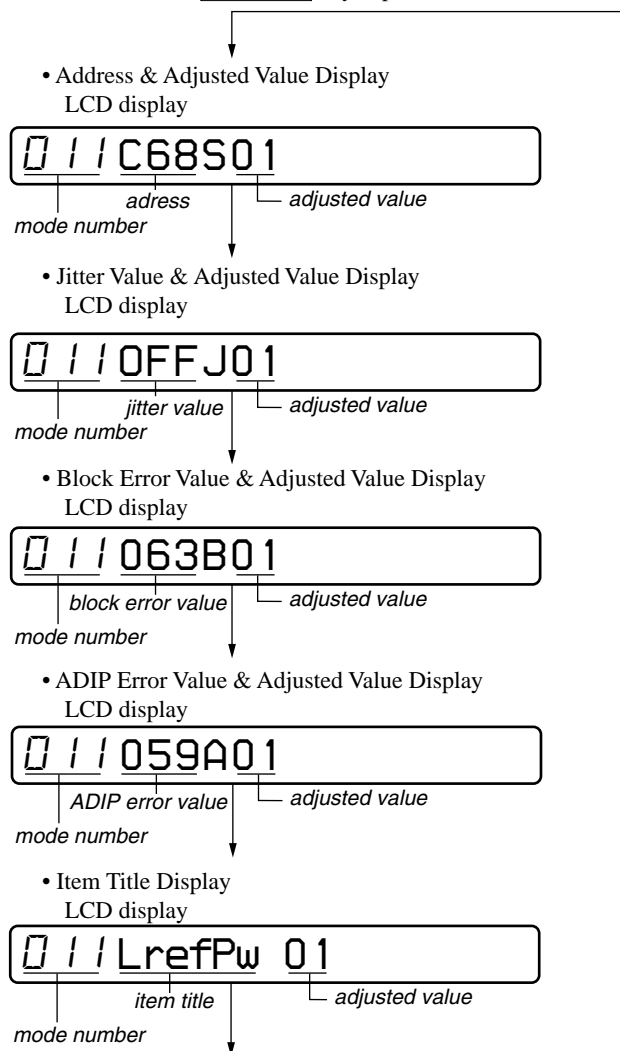 • Address & Adjusted Value Display
LCD display
011C68S01
adress
adjusted value
mode number
• Jitter Value & Adjusted Value Display
LCD display
011OFFJ01
jitter value
adjusted value
mode number
• Block Error Value & Adjusted Value Display
LCD display
011063B01
block error value
adjusted value
mode number
• ADIP Error Value & Adjusted Value Display
LCD display
011059A01
ADIP error value
adjusted value
mode number
• Item Title Display
LCD display
011LrefPw 01
item title
adjusted value
mode number